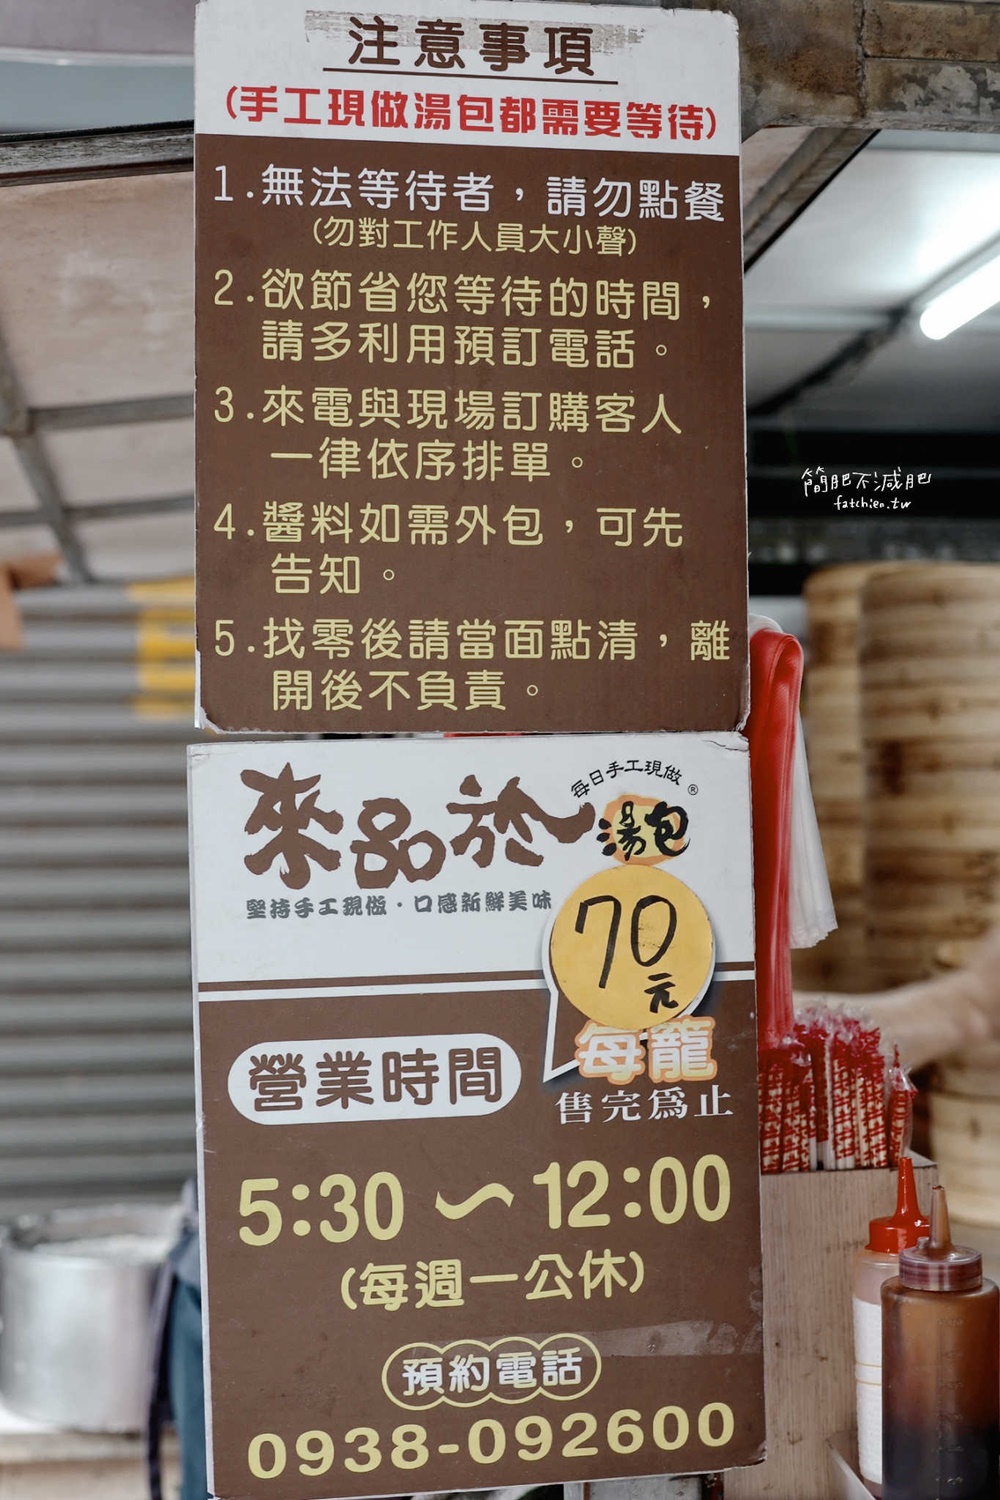 注意事項
(手工現做湯包都需要等待)
1.無法等待者，請勿點餐
(勿對工作人員大小聲)
2.欲節省您等待的時間，
請多利用預訂電話。
3.來電與現場訂購客人
一律依序排單。
4.醬料如需外包，可先
告知。
5.找零後請當面點清，離
開後不負責。
來品於
每日手工現做®
湯包
堅持手工現做·口感新鮮美味
70
元
每籠
售完為止
營業時間
5:30～12:00
(每週一公休)
預約電話
0938-092600
簡肥不減肥
fatchien.tw